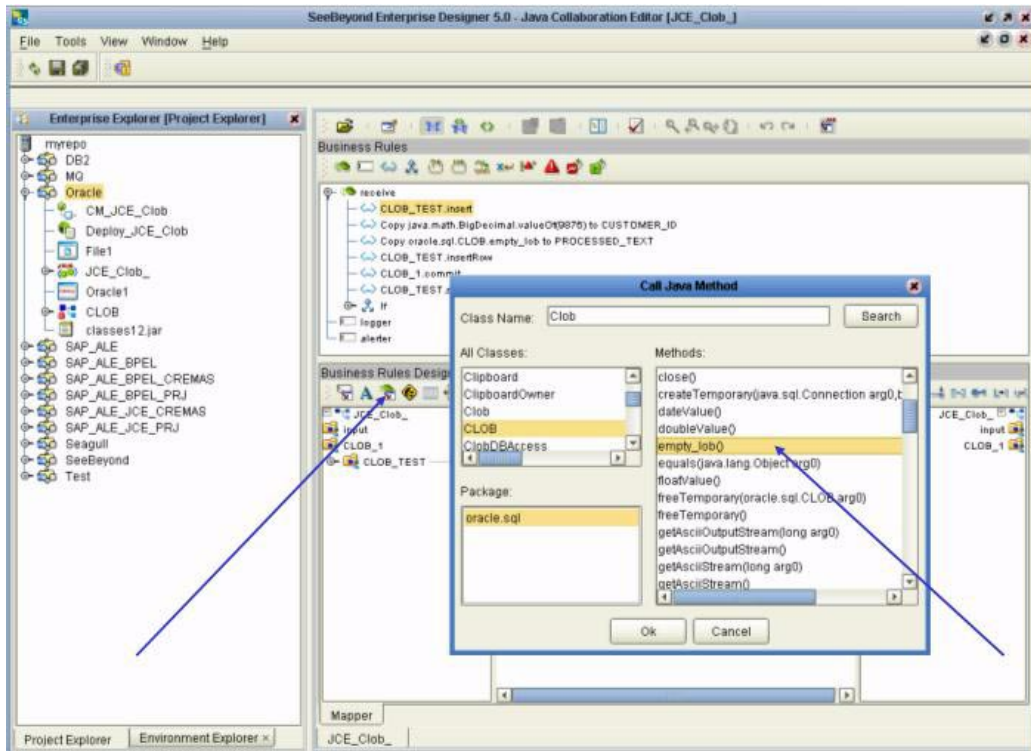 SeeBeyond Enterprise Designer 5.0 - Java Collaboration Editor [JCE_Clob_]
File Tools View Window Help
Enterprise Explorer [Project Explorer]
myrepo
DB2
MQ
Oracle
CM_JCE_Clob
Deploy_JCE_Clob
File1
JCE_Clob_
Oracle1
CLOB
classes12.jar
SAP_ALE
SAP_ALE_BPEL
SAP_ALE_BPEL_CREMAS
SAP_ALE_BPEL_PRJ
SAP_ALE_JCE_CREMAS
SAP_ALE_JCE_PRJ
Seagull
SeeBeyond
Test
Project Explorer
Environment Explorer
Business Rules
receive
CLOB_TEST.insert
Copy java.math.BigDecimal.valueOf(9876) to CUSTOMER_ID
Copy oracle.sql.CLOB.empty_lob to PROCESSED_TEXT
CLOB_TEST.insertRow
CLOB_1.commit
CLOB_TEST.
If
logger
alerter
Business Rules Desig
JCE_Clob_
input
CLOB_1
CLOB_TEST
Call Java Method
Class Name: Clob
Search
All Classes:
Clipboard
ClipboardOwner
Clob
CLOB
ClobDBAccess
Package:
oracle.sql
Methods:
close()
createTemporary(java.sql.Connection arg0,b
dateValue()
doubleValue()
empty_lob()
equals(java.lang.Object arg0)
floatValue()
freeTemporary(oracle.sql.CLOB arg0)
freeTemporary()
getAsciiOutputStream(long arg0)
getAsciiOutputStream()
getAsciiStream(long arg0)
getAsciiStream()
Ok Cancel
JCE_Clob_
input
CLOB_1
Mapper
JCE_Clob_